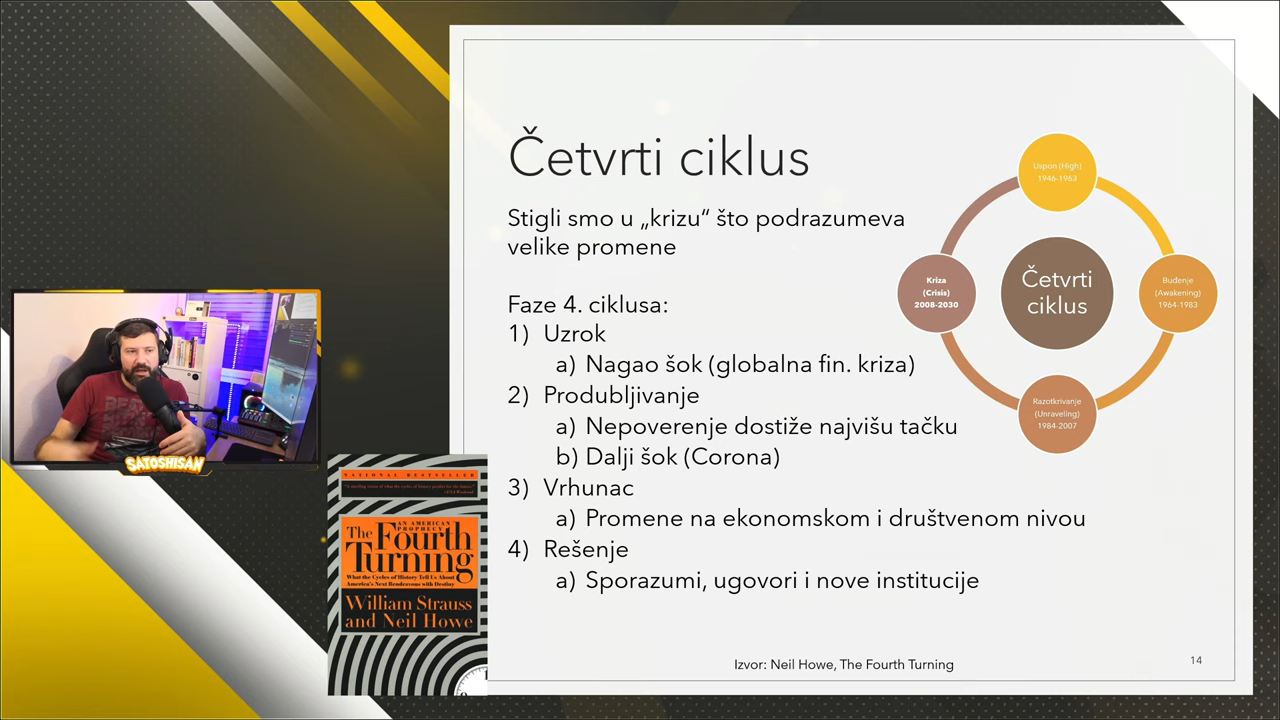 Četvrti ciklus
Stigli smo u „krizu“ što podrazumeva
velike promene
Faze 4. ciklusa:
1) Uzrok
a) Nagao šok (globalna fin. kriza)
2) Produbljivanje
a) Nepoverenje dostiže najvišu tačku
b) Dalji šok (Corona)
3) Vrhunac
a) Promene na ekonomskom i društvenom nivou
4) Rešenje
a) Sporazumi, ugovori i nove institucije
Uspon (High)
1946-1963
Buđenje
(Awakening)
1964-1983
Razotkrivanje
(Unraveling)
1984-2007
Kriza
(Crisis)
2008-2030
Četvrti
ciklus
Izvor: Neil Howe, The Fourth Turning
14
SATOSHISAN
NATIONAL BESTSELLER
AN AMERICAN
PROPHECY
The Fourth
Turning
What the Cycles of History Tell Us About
America's Next Rendezvous with Destiny
William Strauss
and Neil Howe